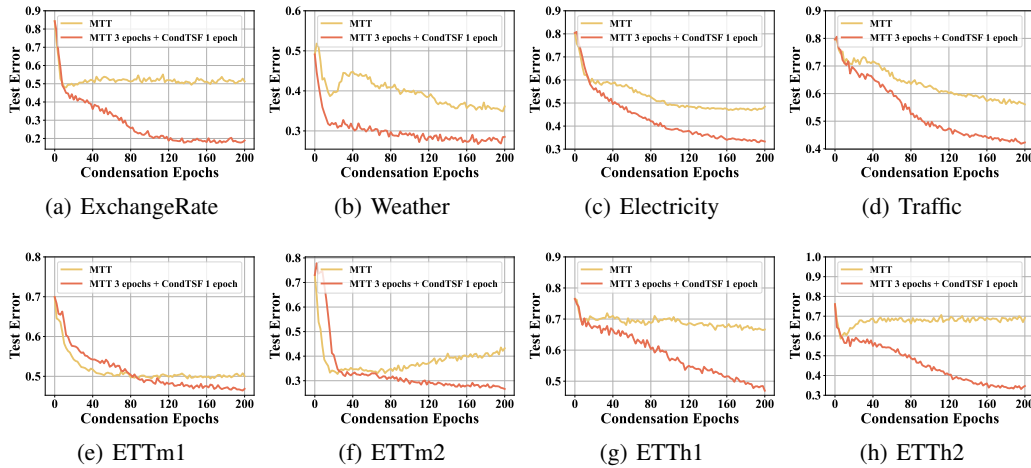 0.9
0.8
0.7
0.6
0.5
0.4
0.3
0.2
0 40 80 120 160 200
Test Error
Condensation Epochs
MTT
MTT 3 epochs + CondTSF 1 epoch
(a) ExchangeRate
0.6
0.5
0.4
0.3
0 40 80 120 160 200
Test Error
Condensation Epochs
MTT
MTT 3 epochs + CondTSF 1 epoch
(b) Weather
0.9
0.8
0.7
0.6
0.5
0.4
0.3
0 40 80 120 160 200
Test Error
Condensation Epochs
MTT
MTT 3 epochs + CondTSF 1 epoch
(c) Electricity
0.9
0.8
0.7
0.6
0.5
0.4
0 40 80 120 160 200
Test Error
Condensation Epochs
MTT
MTT 3 epochs + CondTSF 1 epoch
(d) Traffic
0.8
0.7
0.6
0.5
0 40 80 120 160 200
Test Error
Condensation Epochs
MTT
MTT 3 epochs + CondTSF 1 epoch
(e) ETTm1
0.8
0.7
0.6
0.5
0.4
0.3
0 40 80 120 160 200
Test Error
Condensation Epochs
MTT
MTT 3 epochs + CondTSF 1 epoch
(f) ETTm2
0.9
0.8
0.7
0.6
0.5
0 40 80 120 160 200
Test Error
Condensation Epochs
MTT
MTT 3 epochs + CondTSF 1 epoch
(g) ETTh1
1.0
0.9
0.8
0.7
0.6
0.5
0.4
0.3
0 40 80 120 160 200
Test Error
Condensation Epochs
MTT
MTT 3 epochs + CondTSF 1 epoch
(h) ETTh2